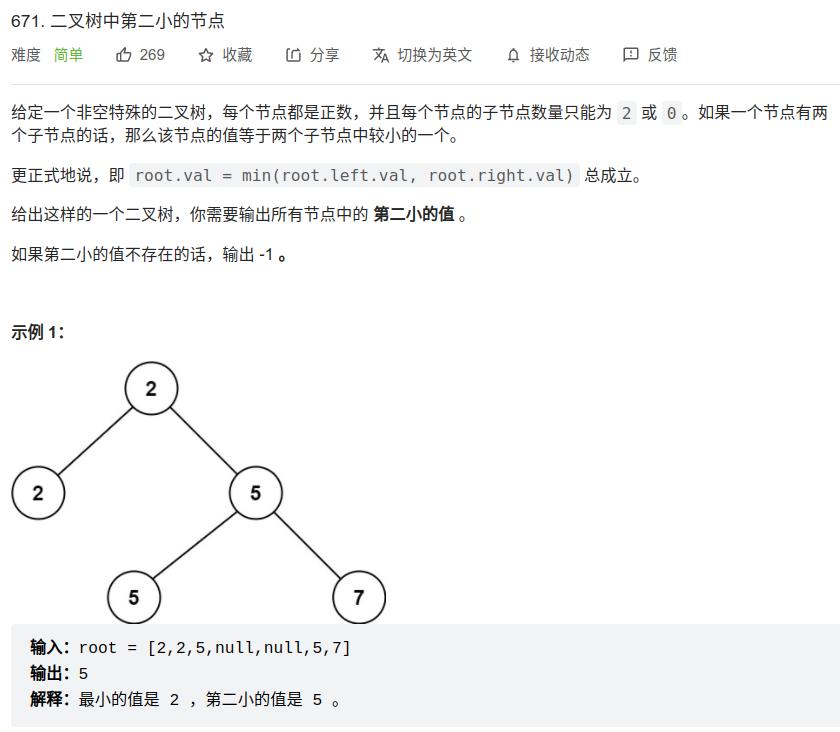 671. 二叉树中第二小的节点
难度 简单 269 收藏 分享 切换为英文 接收动态 反馈
给定一个非空特殊的二叉树，每个节点都是正数，并且每个节点的子节点数量只能为 2 或 0。如果一个节点有两
个子节点的话，那么该节点的值等于两个子节点中较小的一个。
更正式地说，即 root.val = min(root.left.val, root.right.val) 总成立。
给出这样的一个二叉树，你需要输出所有节点中的 第二小的值 。
如果第二小的值不存在的话，输出 -1 。
示例 1：
2
2 5
5 7
输入：root = [2,2,5,null,null,5,7]
输出：5
解释：最小的值是 2 ，第二小的值是 5 。